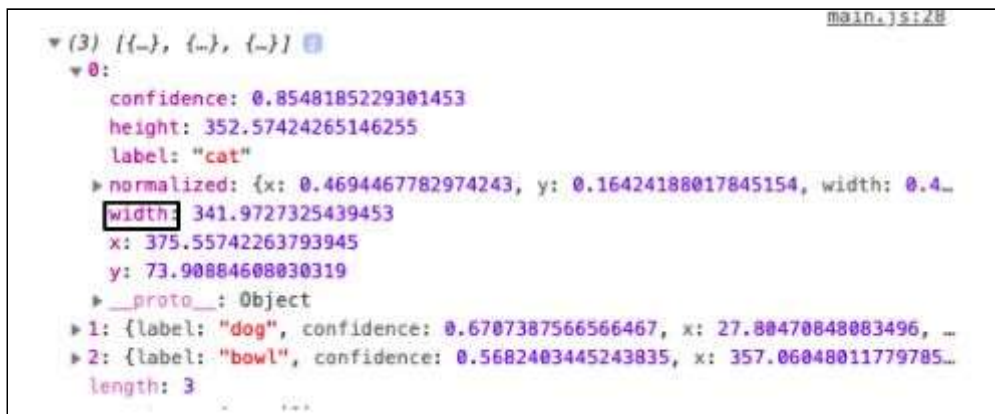 main.js:28
▼(3) [{…}, {…}, {…}]
▼0:
confidence: 0.8548185229301453
height: 352.57424265146255
label: "cat"
▶normalized: {x: 0.4694467782974243, y: 0.16424188017845154, width: 0.4…
width: 341.9727325439453
x: 375.55742263793945
y: 73.90884608030319
▶__proto__: Object
▶1: {label: "dog", confidence: 0.6707387566566467, x: 27.80470848083496, …
▶2: {label: "bowl", confidence: 0.5682403445243835, x: 357.06048011779785…
length: 3